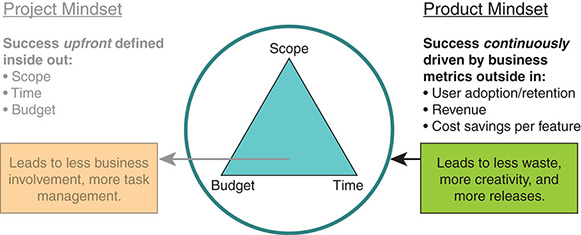 Project Mindset
Success upfront defined
inside out:
• Scope
• Time
• Budget
Leads to less business
involvement, more task
management.
Scope
Budget
Time
Product Mindset
Success continuously
driven by business
metrics outside in:
• User adoption/retention
• Revenue
• Cost savings per feature
Leads to less waste,
more creativity, and
more releases.